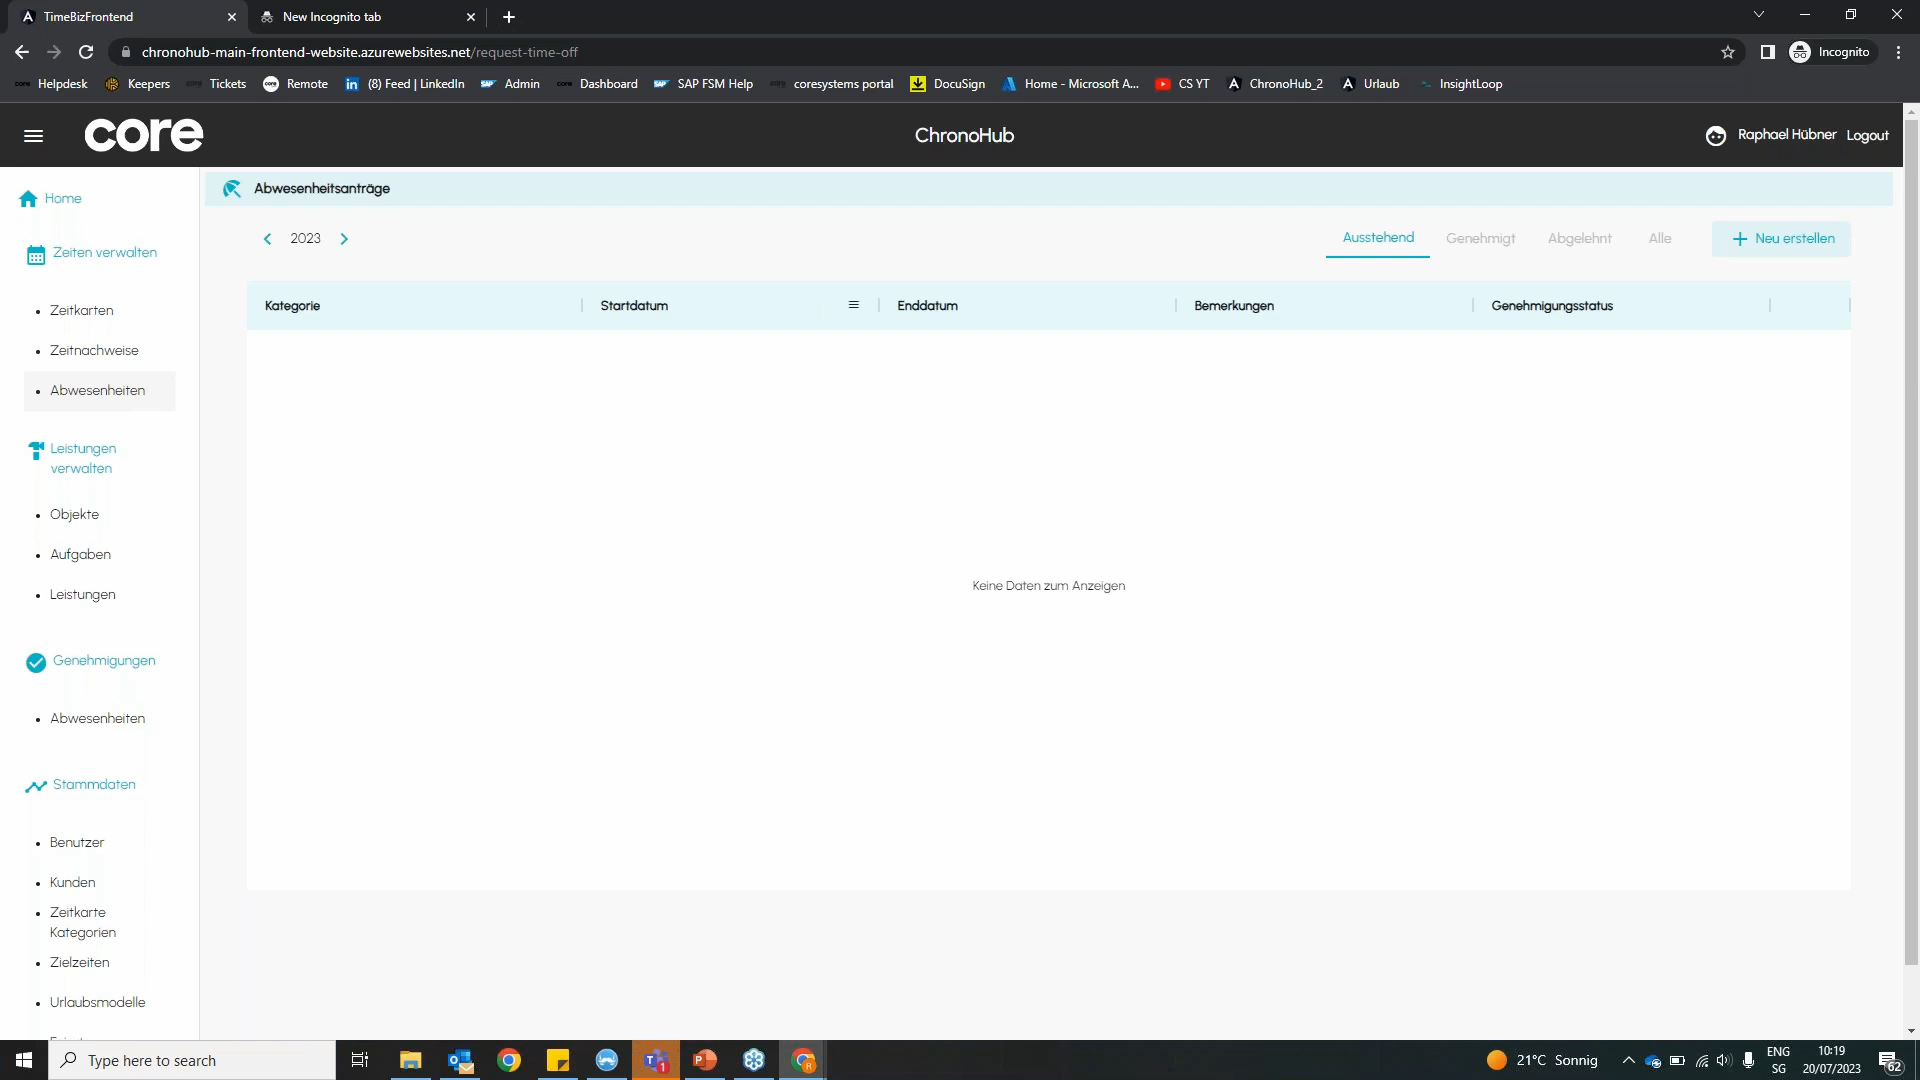 TimeBizFrontend
New Incognito tab
chronohub-main-frontend-website.azurewebsites.net/request-time-off
Incognito
Helpdesk
Keepers
Tickets
Remote
(8) Feed | LinkedIn
Admin
Dashboard
SAP FSM Help
coresystems portal
DocuSign
Home - Microsoft A...
CS YT
ChronoHub_2
Urlaub
InsightLoop
core
ChronoHub
Raphael Hübner
Logout
Home
Zeiten verwalten
Zeitkarten
Zeitnachweise
Abwesenheiten
Leistungen
verwalten
Objekte
Aufgaben
Leistungen
Genehmigungen
Abwesenheiten
Stammdaten
Benutzer
Kunden
Zeitkarte
Kategorien
Zielzeiten
Urlaubsmodelle
Abwesenheitsanträge
2023
Ausstehend
Genehmigt
Abgelehnt
Alle
Neu erstellen
Kategorie
Startdatum
Enddatum
Bemerkungen
Genehmigungsstatus
Keine Daten zum Anzeigen
Type here to search
21°C Sonnig
ENG
SG
10:19
20/07/2023
62